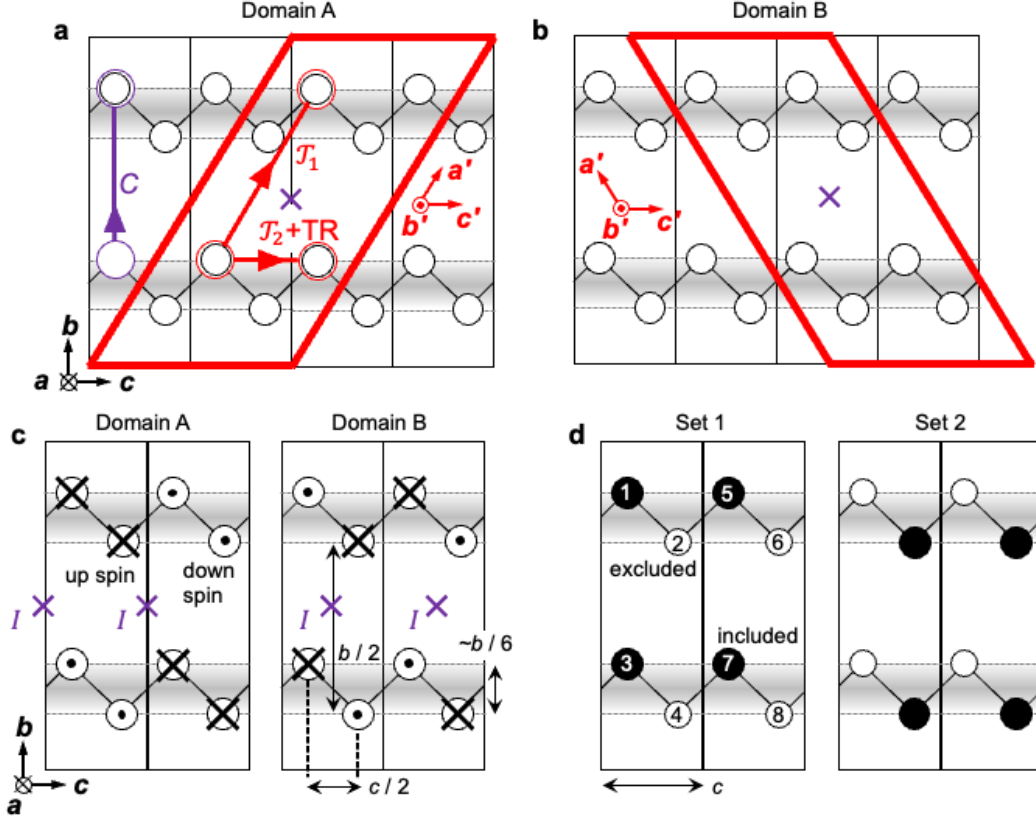 Domain A
Domain B
a
b
C
𝒯₁
𝒯₂+TR
a'
b'
c'
a'
b'
c'
b
a
c
c
Domain A
Domain B
d
Set 1
Set 2
1
5
2
6
up spin
down
spin
excluded
I
I
I
I
b / 2
~b / 6
included
3
7
4
8
b
a
c
c / 2
c